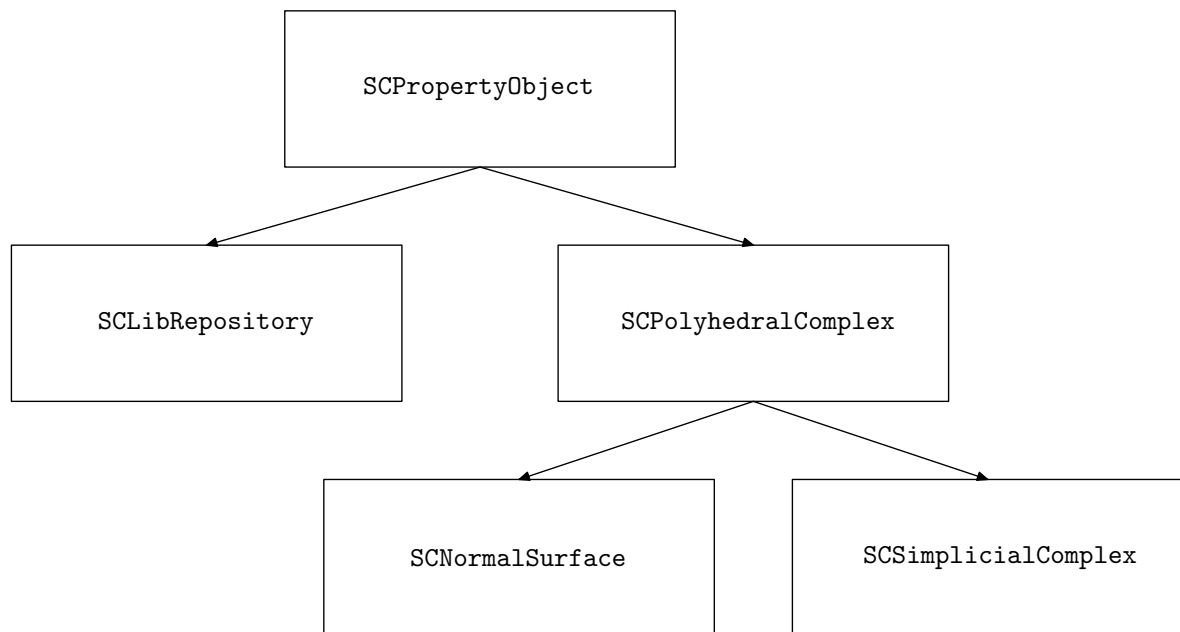 SCPropertyObject
SCLibRepository
SCPolyhedralComplex
SCNormalSurface
SCSimplicialComplex